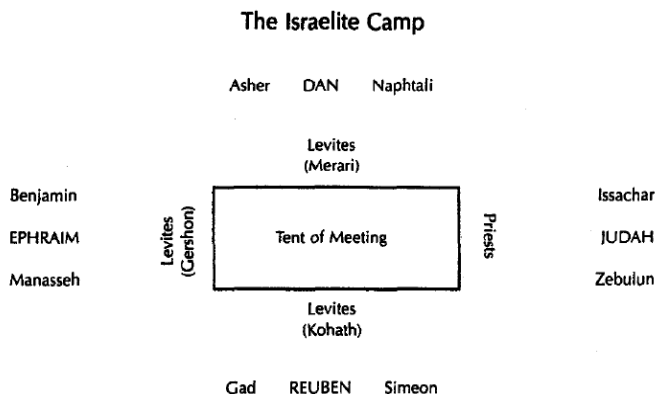 The Israelite Camp
Asher DAN Naphtali
Levites
(Merari)
Benjamin
EPHRAIM
Manasseh
Levites
(Gershon)
Tent of Meeting
Priests
Issachar
JUDAH
Zebulun
Levites
(Kohath)
Gad REUBEN Simeon